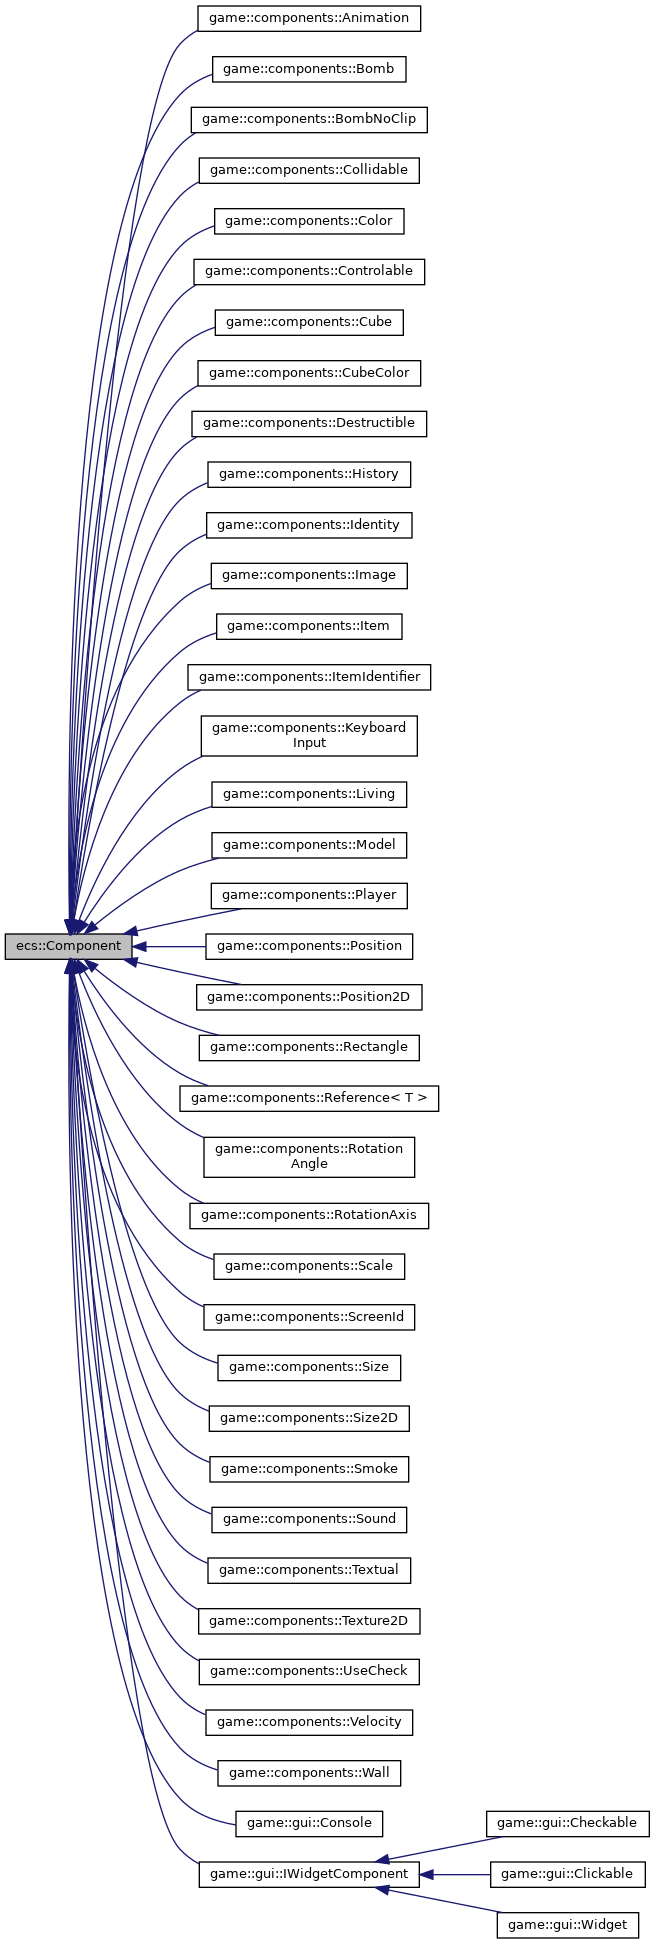 game::components::Animation
game::components::Bomb
game::components::BombNoClip
game::components::Collidable
game::components::Color
game::components::Controlable
game::components::Cube
game::components::CubeColor
game::components::Destructible
game::components::History
game::components::Identity
game::components::Image
game::components::Item
game::components::ItemIdentifier
game::components::Keyboard
Input
game::components::Living
game::components::Model
game::components::Player
ecs::Component
game::components::Position
game::components::Position2D
game::components::Rectangle
game::components::Reference< T >
game::components::Rotation
Angle
game::components::RotationAxis
game::components::Scale
game::components::ScreenId
game::components::Size
game::components::Size2D
game::components::Smoke
game::components::Sound
game::components::Textual
game::components::Texture2D
game::components::UseCheck
game::components::Velocity
game::components::Wall
game::gui::Console
game::gui::Checkable
game::gui::IWidgetComponent
game::gui::Clickable
game::gui::Widget